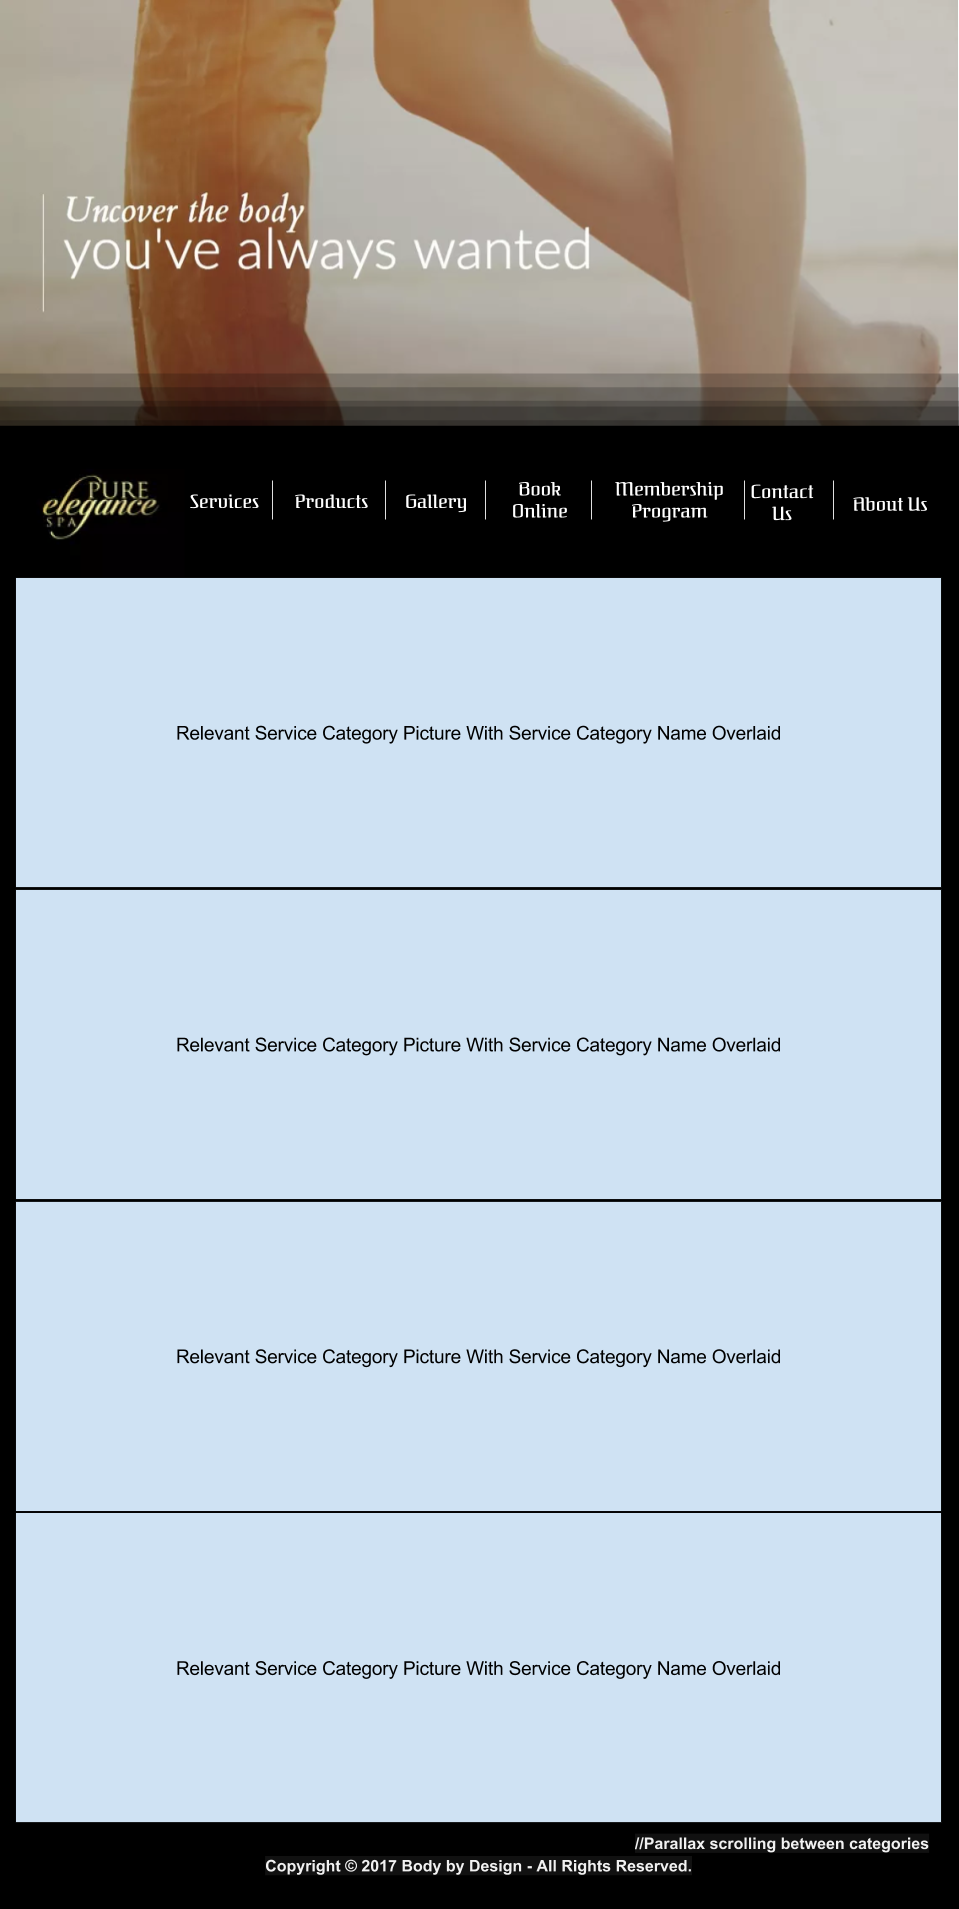 Uncover the body
you've always wanted
PURE
elegance
SPA
Services
Products
Gallery
Book
Online
Membership
Program
Contact
Us
About Us
Relevant Service Category Picture With Service Category Name Overlaid
Relevant Service Category Picture With Service Category Name Overlaid
Relevant Service Category Picture With Service Category Name Overlaid
Relevant Service Category Picture With Service Category Name Overlaid
//Parallax scrolling between categories
Copyright © 2017 Body by Design - All Rights Reserved.